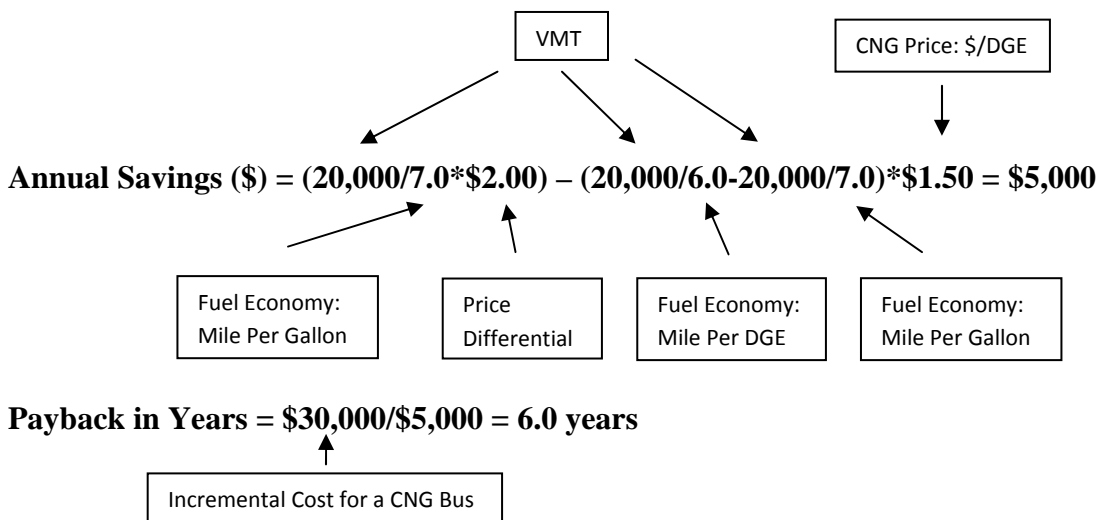 VMT
CNG Price: $/DGE
Annual Savings ($) = (20,000/7.0*$2.00) – (20,000/6.0-20,000/7.0)*$1.50 = $5,000
Fuel Economy:
Mile Per Gallon
Price
Differential
Fuel Economy:
Mile Per DGE
Fuel Economy:
Mile Per Gallon
Payback in Years = $30,000/$5,000 = 6.0 years
Incremental Cost for a CNG Bus